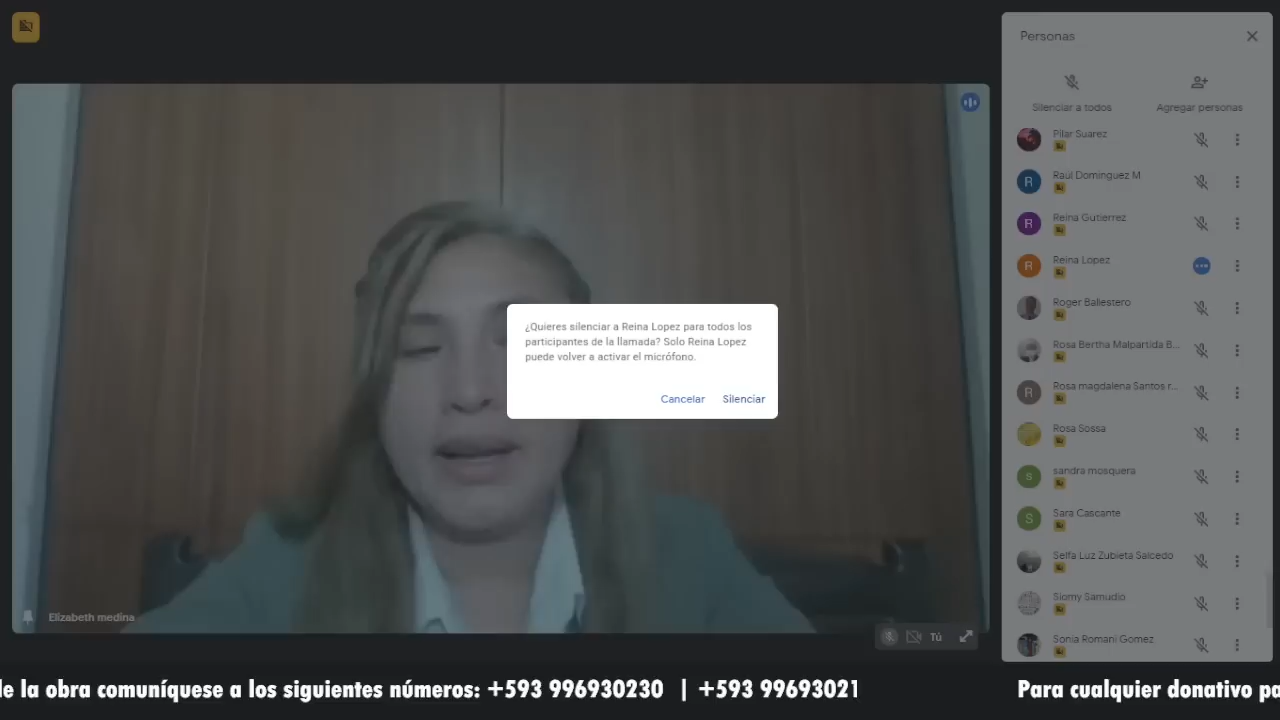 Personas
Silenciar a todos
Agregar personas
Pilar Suarez
Raul Dominguez M
Reina Gutierrez
Reina Lopez
Roger Ballestero
Rosa Bertha Malpartida B...
Rosa magdalena Santos r...
Rosa Sossa
sandra mosquera
Sara Cascante
Selfa Luz Zubieta Salcedo
Siomy Samudio
Sonia Romani Gomez
R
R
R
R
S
S
¿Quieres silenciar a Reina Lopez para todos los
participantes de la llamada? Solo Reina Lopez
puede volver a activar el micrófono.
Cancelar
Silenciar
Elizabeth medina
Tú
de la obra comuníquese a los siguientes números: +593 996930230 | +593 99693021
Para cualquier donativo pa